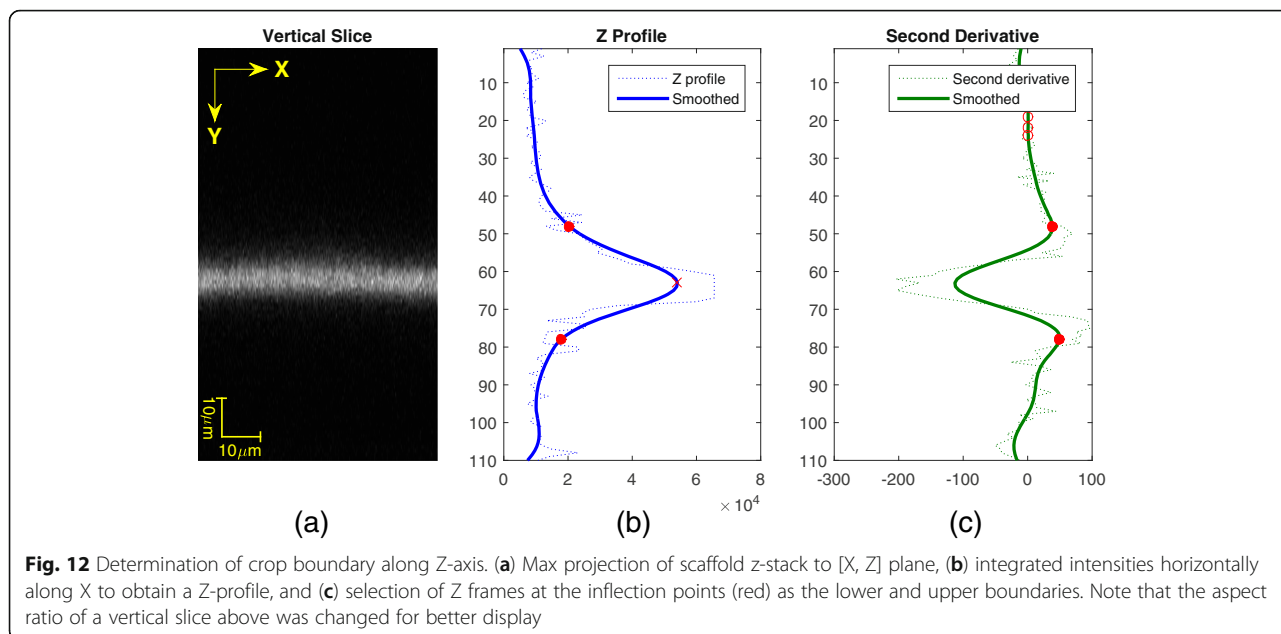 Vertical Slice
X
Y
10μm
10μm
(a)
Z Profile
Z profile
Smoothed
10
20
30
40
50
60
70
80
90
100
110
0
2
4
6
8
× 10^4
(b)
Second Derivative
Second derivative
Smoothed
10
20
30
40
50
60
70
80
90
100
110
-300
-200
-100
0
100
(c)
Fig. 12 Determination of crop boundary along Z-axis. (a) Max projection of scaffold z-stack to [X, Z] plane, (b) integrated intensities horizontally
along X to obtain a Z-profile, and (c) selection of Z frames at the inflection points (red) as the lower and upper boundaries. Note that the aspect
ratio of a vertical slice above was changed for better display